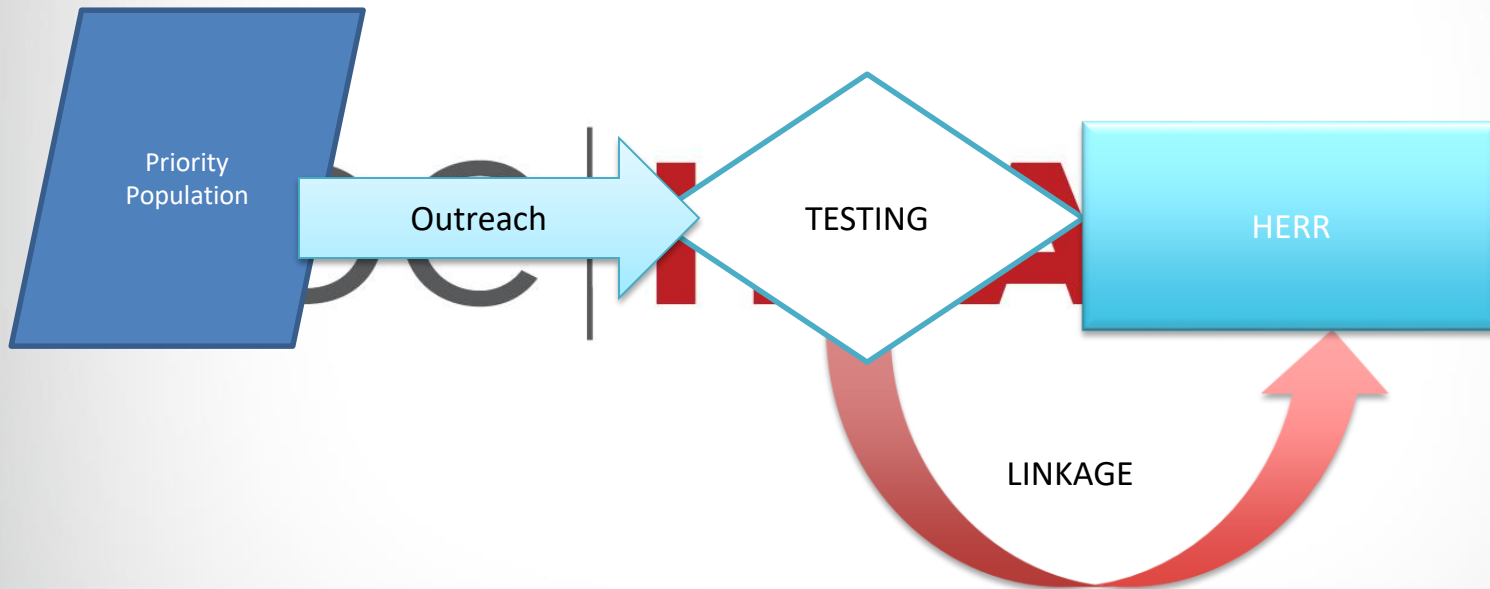 Priority
Population
Outreach
TESTING
HERR
LINKAGE